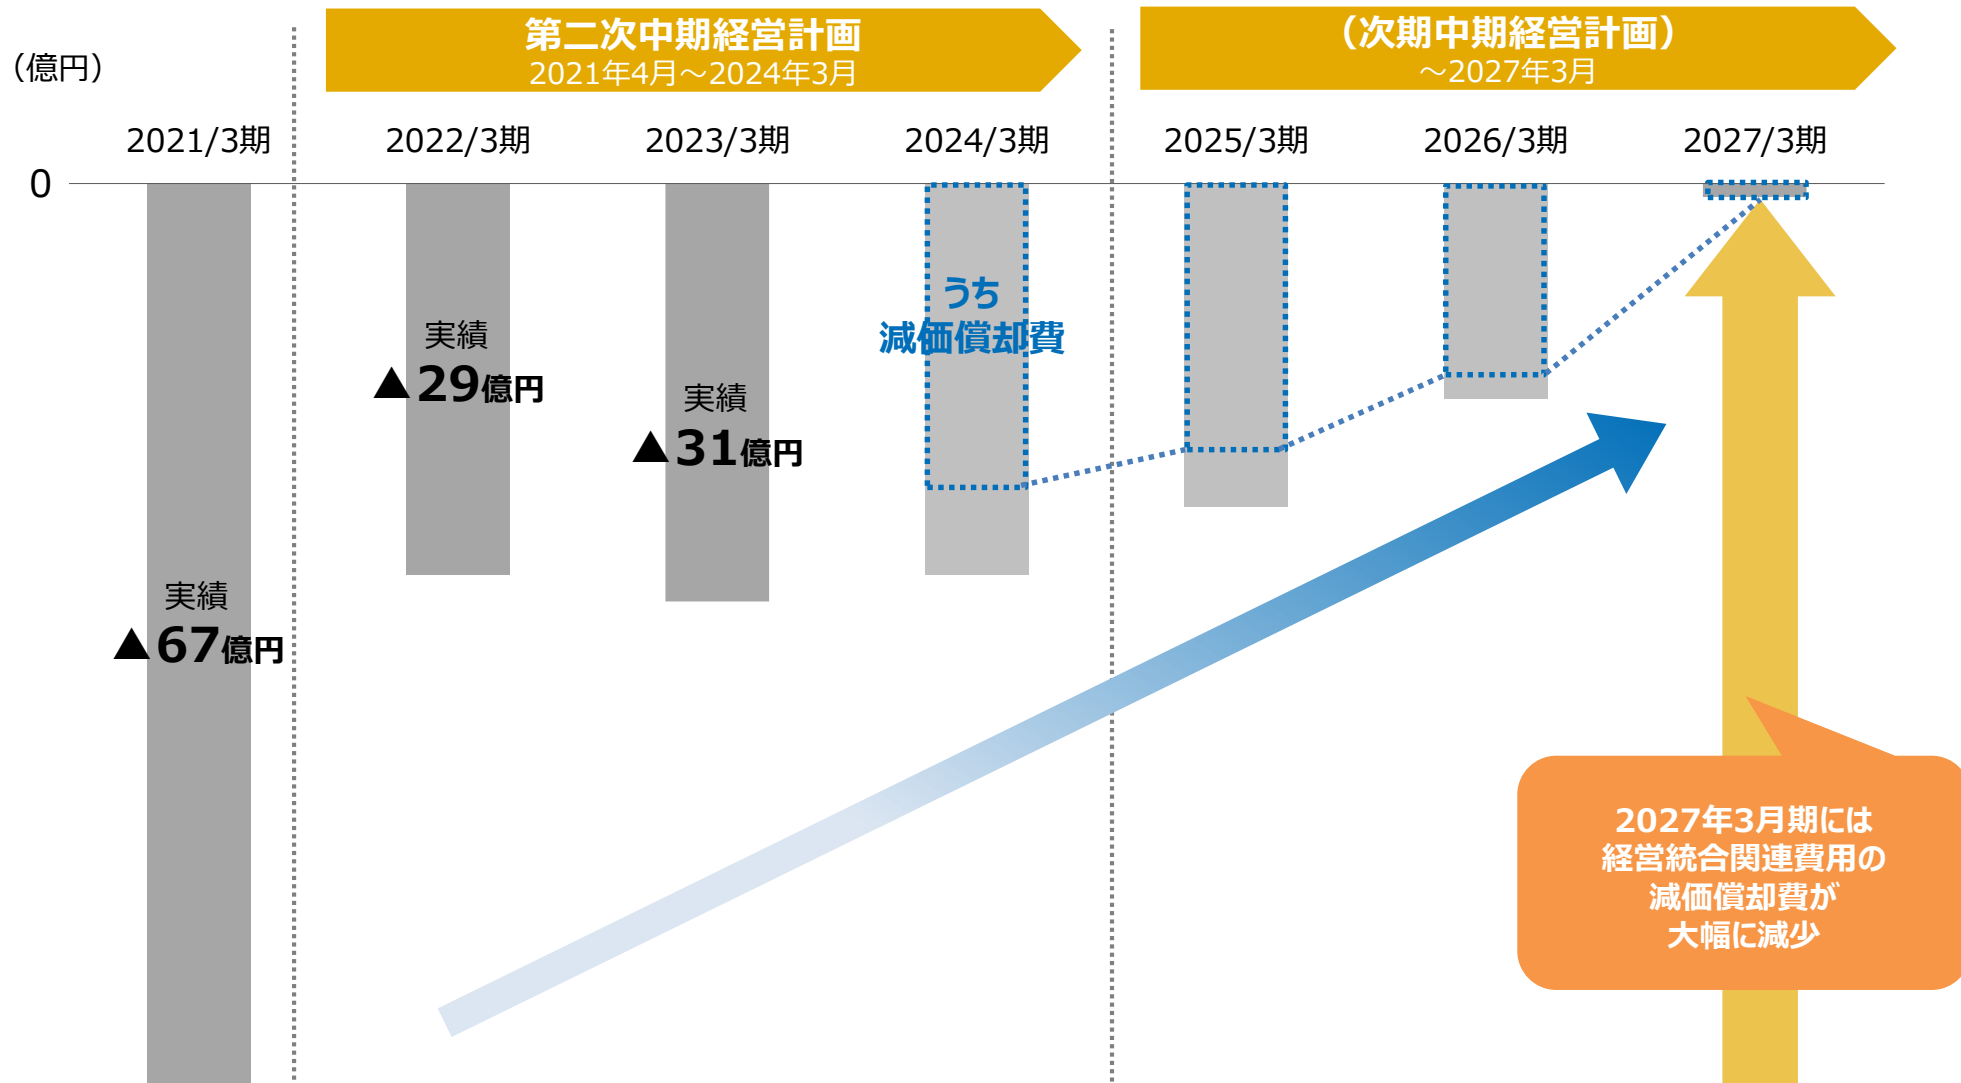 第二次中期経営計画
2021年4月～2024年3月
（次期中期経営計画）
～2027年3月
（億円）
2021/3期
2022/3期
2023/3期
2024/3期
2025/3期
2026/3期
2027/3期
0
実績
▲67億円
実績
▲29億円
実績
▲31億円
うち
減価償却費
2027年3月期には
経営統合関連費用の
減価償却費が
大幅に減少